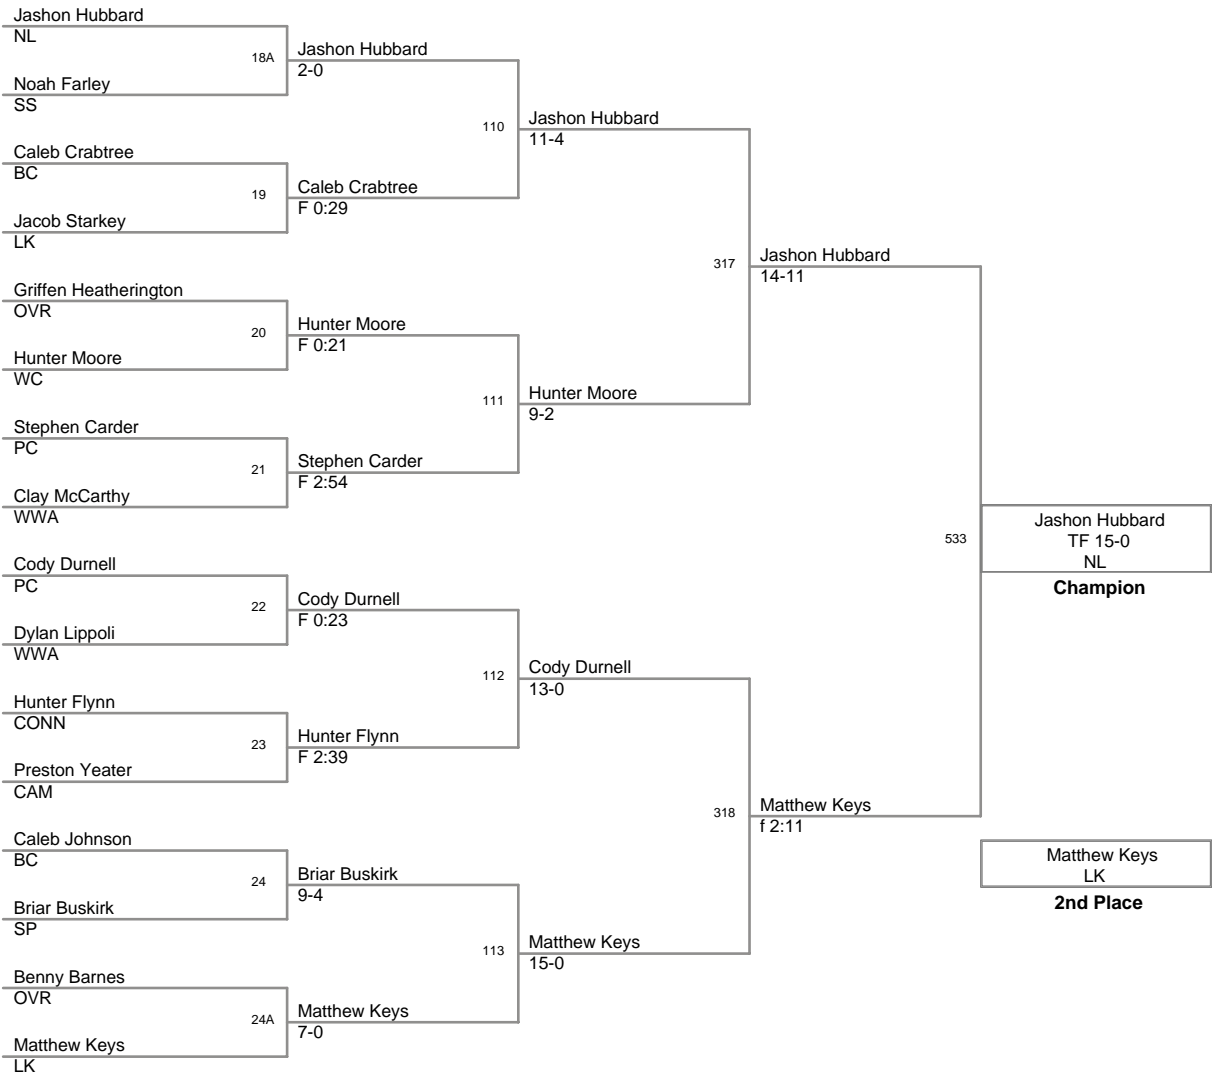 Jashon Hubbard
NL
18A
Jashon Hubbard
2-0
Noah Farley
SS
110
Jashon Hubbard
11-4
Caleb Crabtree
BC
19
Caleb Crabtree
F 0:29
Jacob Starkey
LK
317
Jashon Hubbard
14-11
Griffen Heatherington
OVR
20
Hunter Moore
F 0:21
Hunter Moore
WC
111
Hunter Moore
9-2
Stephen Carder
PC
21
Stephen Carder
F 2:54
Clay McCarthy
WWA
533
Jashon Hubbard
TF 15-0
NL
Champion
Cody Durnell
PC
22
Cody Durnell
F 0:23
Dylan Lippoli
WWA
112
Cody Durnell
13-0
Hunter Flynn
CONN
23
Hunter Flynn
F 2:39
Preston Yeater
CAM
318
Matthew Keys
f 2:11
Caleb Johnson
BC
24
Briar Buskirk
9-4
Briar Buskirk
SP
Matthew Keys
LK
2nd Place
113
Matthew Keys
15-0
Benny Barnes
OVR
24A
Matthew Keys
7-0
Matthew Keys
LK